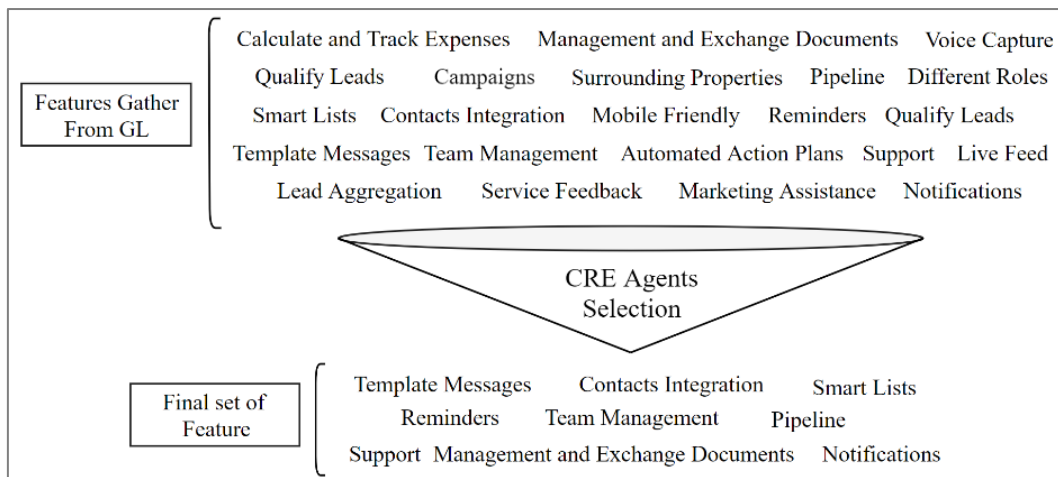 Features Gather
From GL
Calculate and Track Expenses Management and Exchange Documents Voice Capture
Qualify Leads Campaigns Surrounding Properties Pipeline Different Roles
Smart Lists Contacts Integration Mobile Friendly Reminders Qualify Leads
Template Messages Team Management Automated Action Plans Support Live Feed
Lead Aggregation Service Feedback Marketing Assistance Notifications
CRE Agents
Selection
Final set of
Feature
Template Messages Contacts Integration Smart Lists
Reminders Team Management Pipeline
Support Management and Exchange Documents Notifications